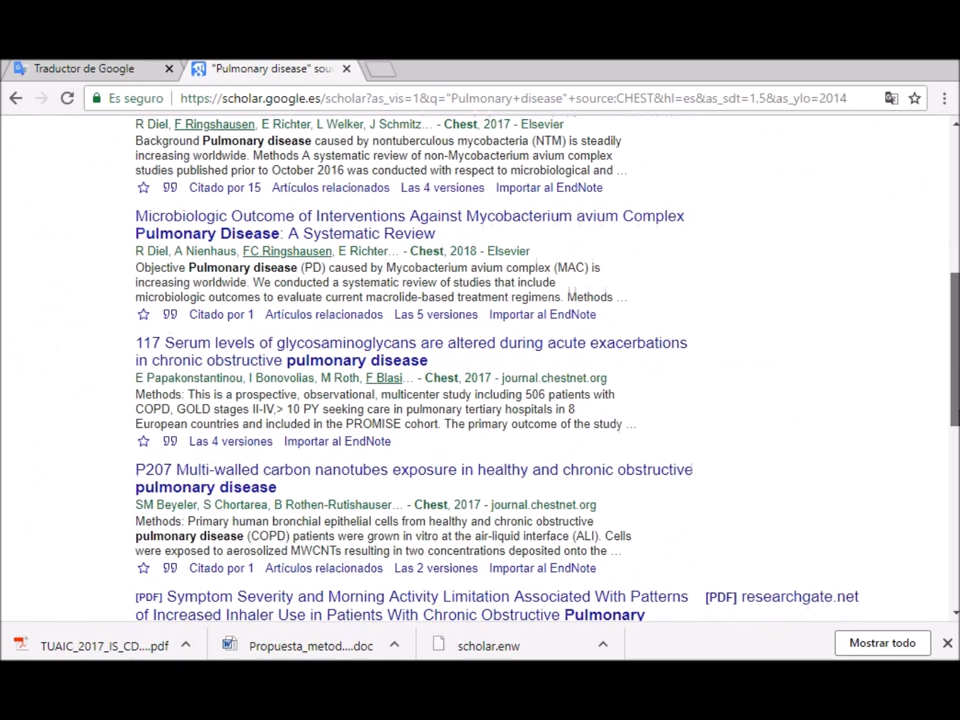 Traductor de Google
"Pulmonary disease" sour
Es seguro
https://scholar.google.es/scholar?as_vis=1&q="Pulmonary+disease"+source:CHEST&hl=es&as_sdt=1,5&as_ylo=2014
R Diel, F Ringshausen, E Richter, L Welker, J Schmitz… - Chest, 2017 - Elsevier
Background Pulmonary disease caused by nontuberculous mycobacteria (NTM) is steadily
increasing worldwide. Methods A systematic review of non-Mycobacterium avium complex
studies published prior to October 2016 was conducted with respect to microbiological and …
Citado por 15 Artículos relacionados Las 4 versiones Importar al EndNote
Microbiologic Outcome of Interventions Against Mycobacterium avium Complex
Pulmonary Disease: A Systematic Review
R Diel, A Nienhaus, FC Ringshausen, E Richter… - Chest, 2018 - Elsevier
Objective Pulmonary disease (PD) caused by Mycobacterium avium complex (MAC) is
increasing worldwide. We conducted a systematic review of studies that include
microbiologic outcomes to evaluate current macrolide-based treatment regimens. Methods …
Citado por 1 Artículos relacionados Las 5 versiones Importar al EndNote
117 Serum levels of glycosaminoglycans are altered during acute exacerbations
in chronic obstructive pulmonary disease
E Papakonstantinou, I Bonovolias, M Roth, F Blasi… - Chest, 2017 - journal.chestnet.org
Methods: This is a prospective, observational, multicenter study including 506 patients with
COPD, GOLD stages II-IV,> 10 PY seeking care in pulmonary tertiary hospitals in 8
European countries and included in the PROMISE cohort. The primary outcome of the study …
Las 4 versiones Importar al EndNote
P207 Multi-walled carbon nanotubes exposure in healthy and chronic obstructive
pulmonary disease
SM Beyeler, S Chortarea, B Rothen-Rutishauser… - Chest, 2017 - journal.chestnet.org
Methods: Primary human bronchial epithelial cells from healthy and chronic obstructive
pulmonary disease (COPD) patients were grown in vitro at the air-liquid interface (ALI). Cells
were exposed to aerosolized MWCNTs resulting in two concentrations deposited onto the …
Citado por 1 Artículos relacionados Las 2 versiones Importar al EndNote
[PDF] Symptom Severity and Morning Activity Limitation Associated With Patterns
[PDF] researchgate.net
of Increased Inhaler Use in Patients With Chronic Obstructive Pulmonary
TUAIC_2017_IS_CD....pdf
Propuesta_metod....doc
scholar.enw
Mostrar todo